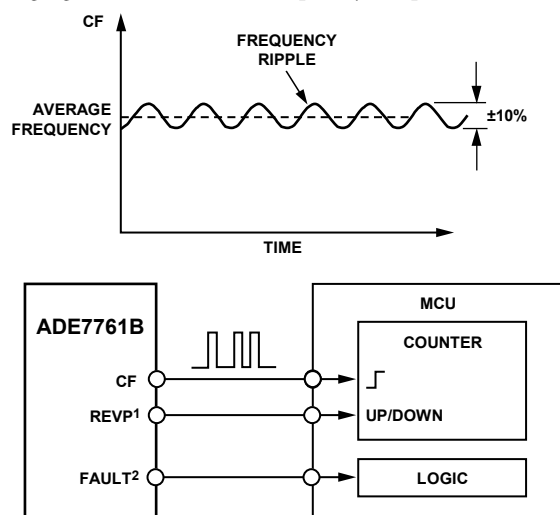 CF
FREQUENCY
RIPPLE
AVERAGE
FREQUENCY
±10%
TIME
MCU
ADE7761B
COUNTER
CF
REVP1
UP/DOWN
FAULT2
LOGIC